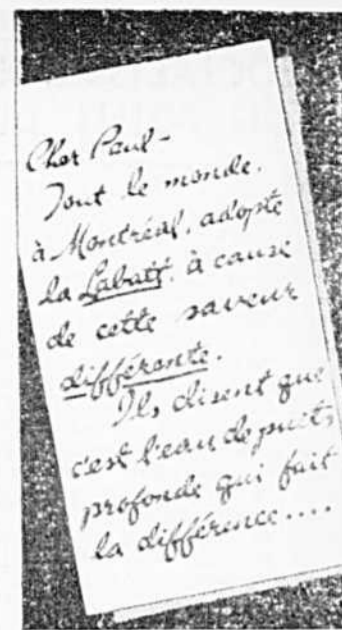 Cher Paul-
Tout le monde,
à Montréal, adopte
la Labatt, à cause
de cette saveur
différente.
Ils disent que
c'est l'eau de puits
profonde qui fait
la différence....